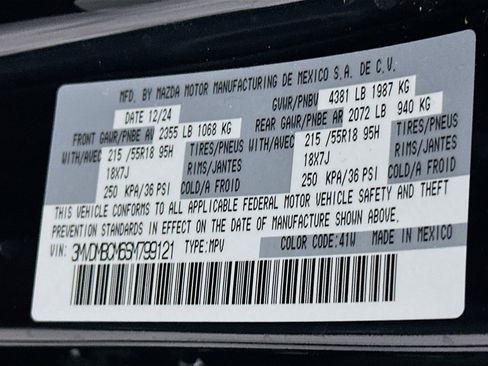 MFD. BY MAZDA MOTOR MANUFACTURING DE MEXICO S.A. DE C.V.
DATE 12/24 GVWR/PNBV 4381 LB 1987 KG
FRONT GAWR/PNBE AV 2355 LB 1068 KG REAR GAWR/PNBE AR 2072 LB 940 KG
WITH/AVEC 215 /55R18 95H TIRES/PNEUS WITH/AVEC 215 /55R18 95H TIRES/PNEUS
18X7J RIMS/JANTES 18X7J RIMS/JANTES
250 KPA/36 PSI COLD/A FROID 250 KPA/36 PSI COLD/A FROID
THIS VEHICLE CONFORMS TO ALL APPLICABLE FEDERAL MOTOR VEHICLE SAFETY AND THEFT
PREVENTION STANDARDS IN EFFECT ON THE DATE OF MANUFACTURE SHOWN ABOVE.
VIN: 3MVDMBCM6SM799121 TYPE:MPV COLOR CODE:41W MADE IN MEXICO